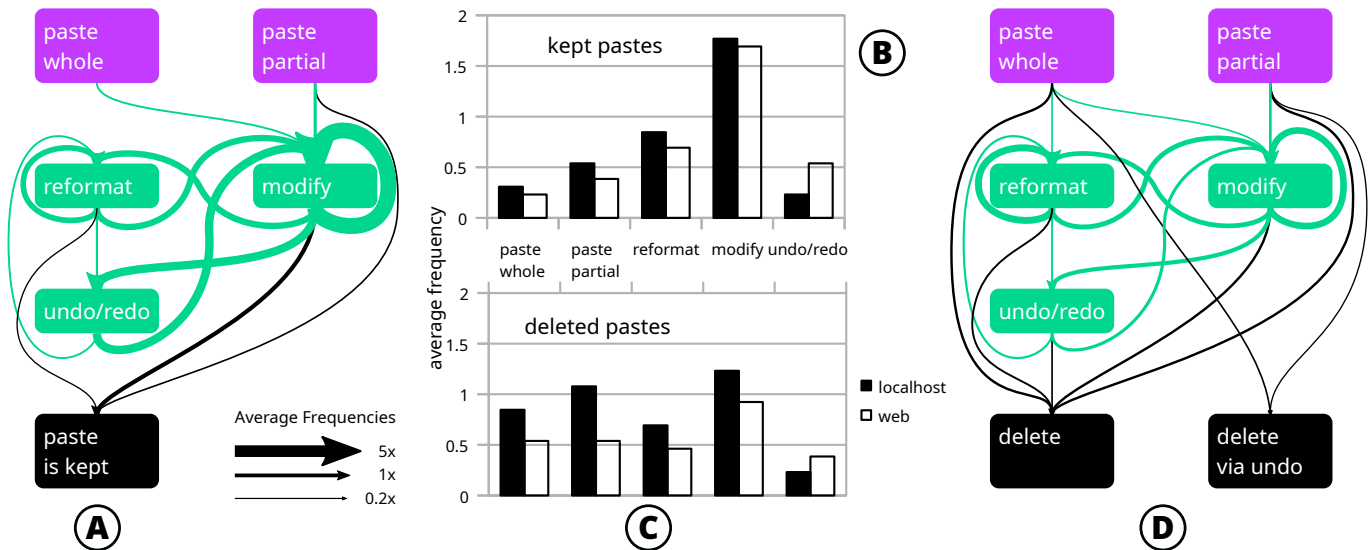 paste
whole
paste
partial
reformat
modify
undo/redo
paste
is kept
Average Frequencies
5x
1x
0.2x
A
average frequency
2
1.5
1
0.5
0
kept pastes
B
paste
whole
paste
partial
reformat
modify
undo/redo
2
1.5
1
0.5
0
deleted pastes
localhost
web
C
paste
whole
paste
partial
reformat
modify
undo/redo
delete
delete
via undo
D